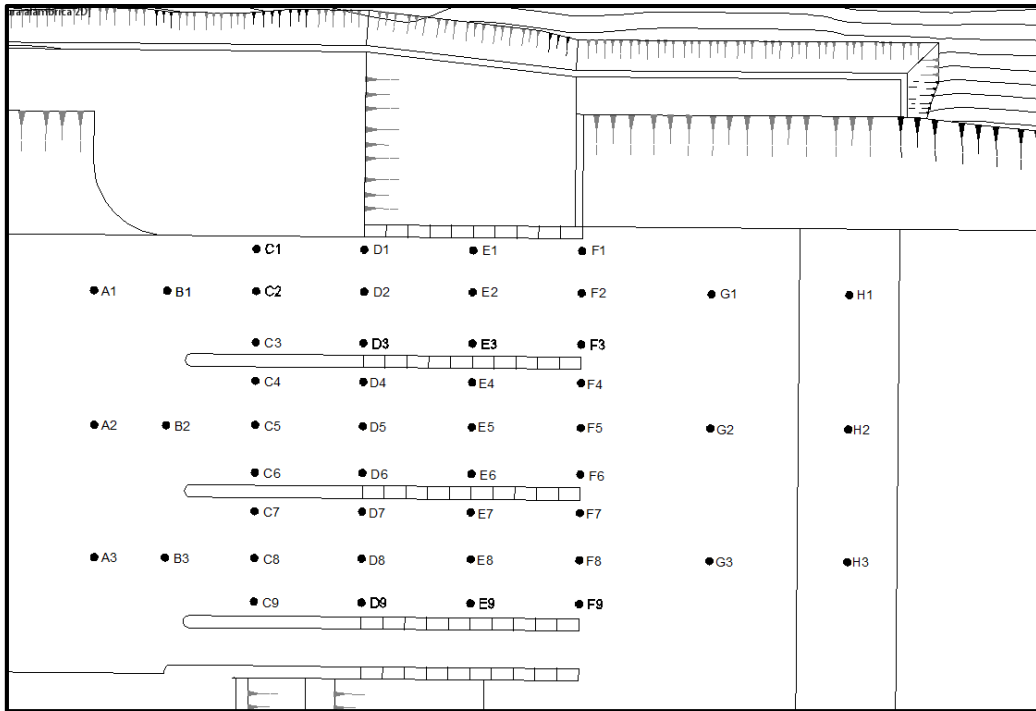 C1 D1 E1 F1
A1 B1 C2 D2 E2 F2 G1 H1
C3 D3 E3 F3
C4 D4 E4 F4
A2 B2 C5 D5 E5 F5 G2 H2
C6 D6 E6 F6
C7 D7 E7 F7
A3 B3 C8 D8 E8 F8 G3 H3
C9 D9 E9 F9